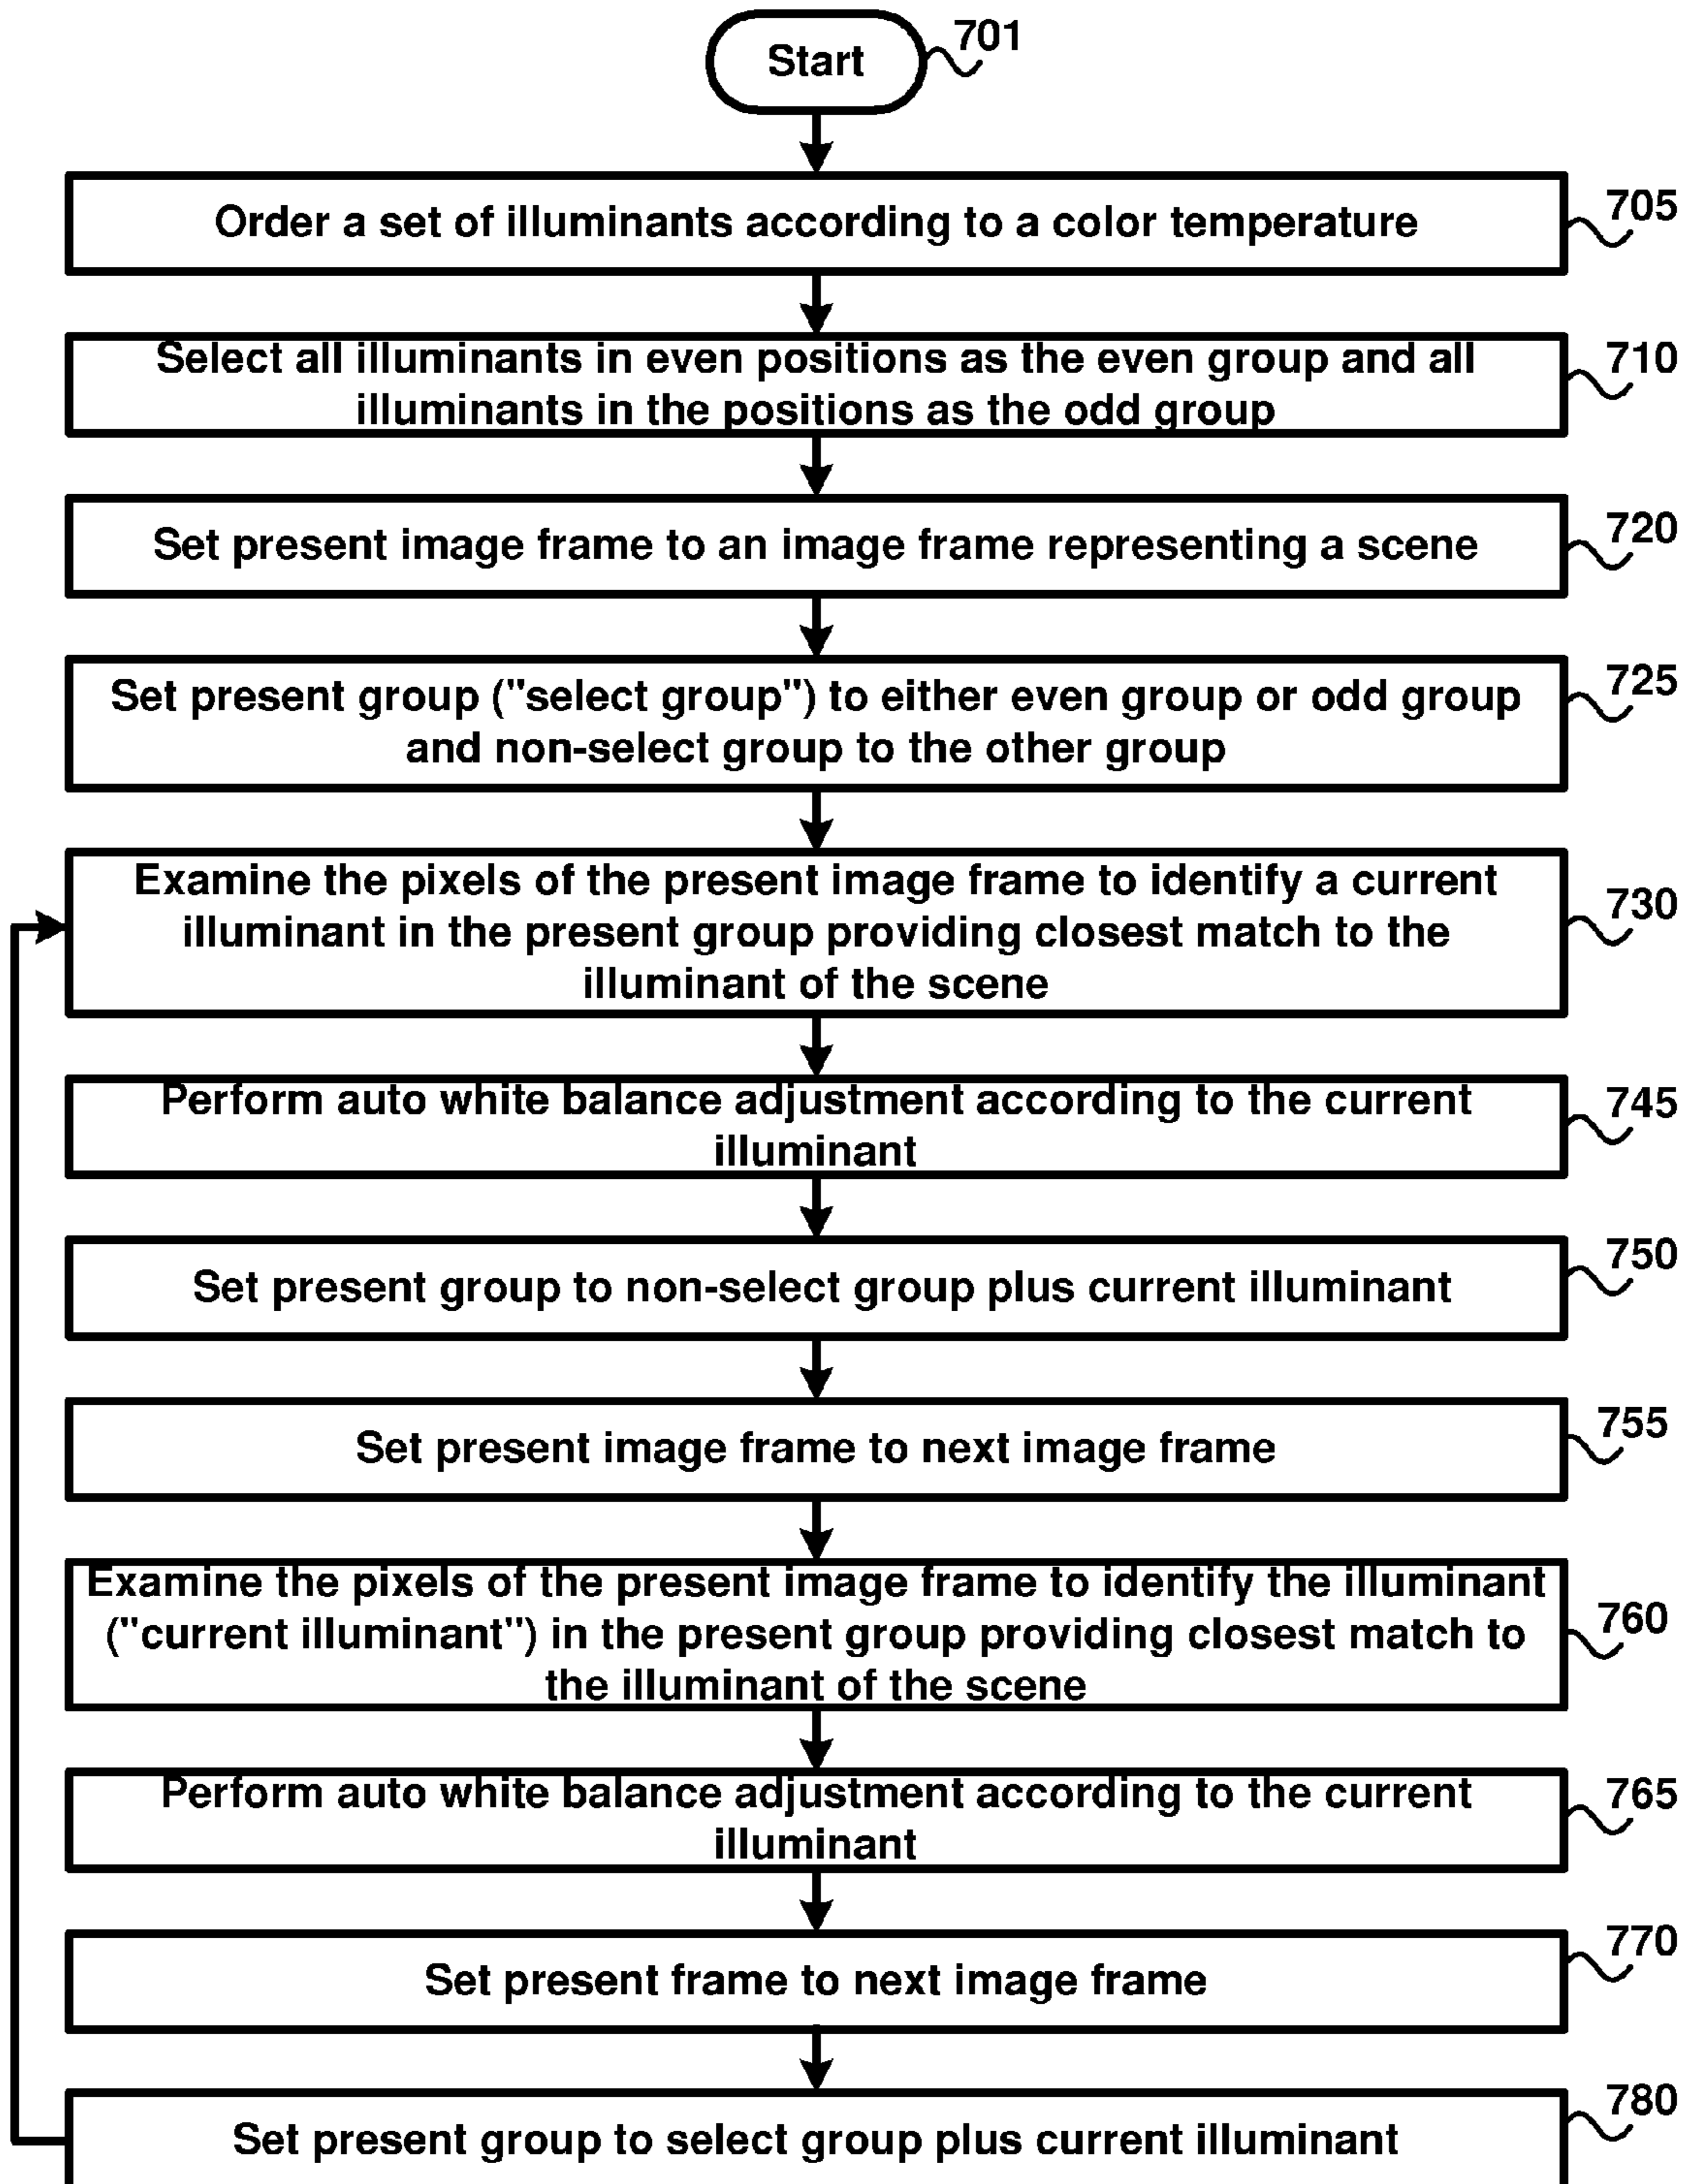 Start
701
Order a set of illuminants according to a color temperature
705
Select all illuminants in even positions as the even group and all
illuminants in the positions as the odd group
710
Set present image frame to an image frame representing a scene
720
Set present group ("select group") to either even group or odd group
and non-select group to the other group
725
Examine the pixels of the present image frame to identify a current
illuminant in the present group providing closest match to the
illuminant of the scene
730
Perform auto white balance adjustment according to the current
illuminant
745
Set present group to non-select group plus current illuminant
750
Set present image frame to next image frame
755
Examine the pixels of the present image frame to identify the illuminant
("current illuminant") in the present group providing closest match to
the illuminant of the scene
760
Perform auto white balance adjustment according to the current
illuminant
765
Set present frame to next image frame
770
Set present group to select group plus current illuminant
780